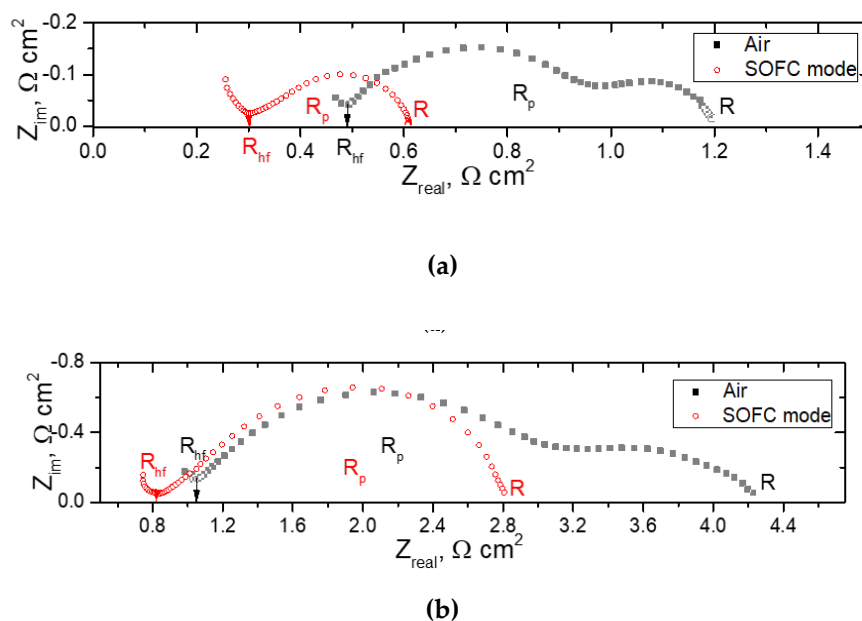 -0.2
-0.1
0.0
Z_im, Ω cm²
Air
SOFC mode
R_p
R
R_p
R
R_hf
R_hf
0.0 0.2 0.4 0.6 0.8 1.0 1.2 1.4
Z_real, Ω cm²
(a)
-0.8
-0.4
0.0
Z_im, Ω cm²
Air
SOFC mode
R_hf
R_hf
R_p
R_p
R
R
0.8 1.2 1.6 2.0 2.4 2.8 3.2 3.6 4.0 4.4
Z_real, Ω cm²
(b)